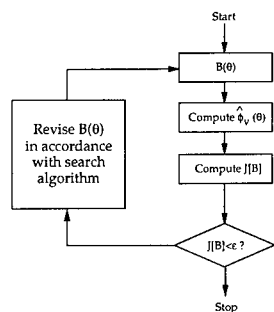 Start
B(θ)
Compute φ̂ᵥ (θ)
Compute J[B]
Revise B(θ)
in accordance
with search
algorithm
J[B]<ε ?
Stop